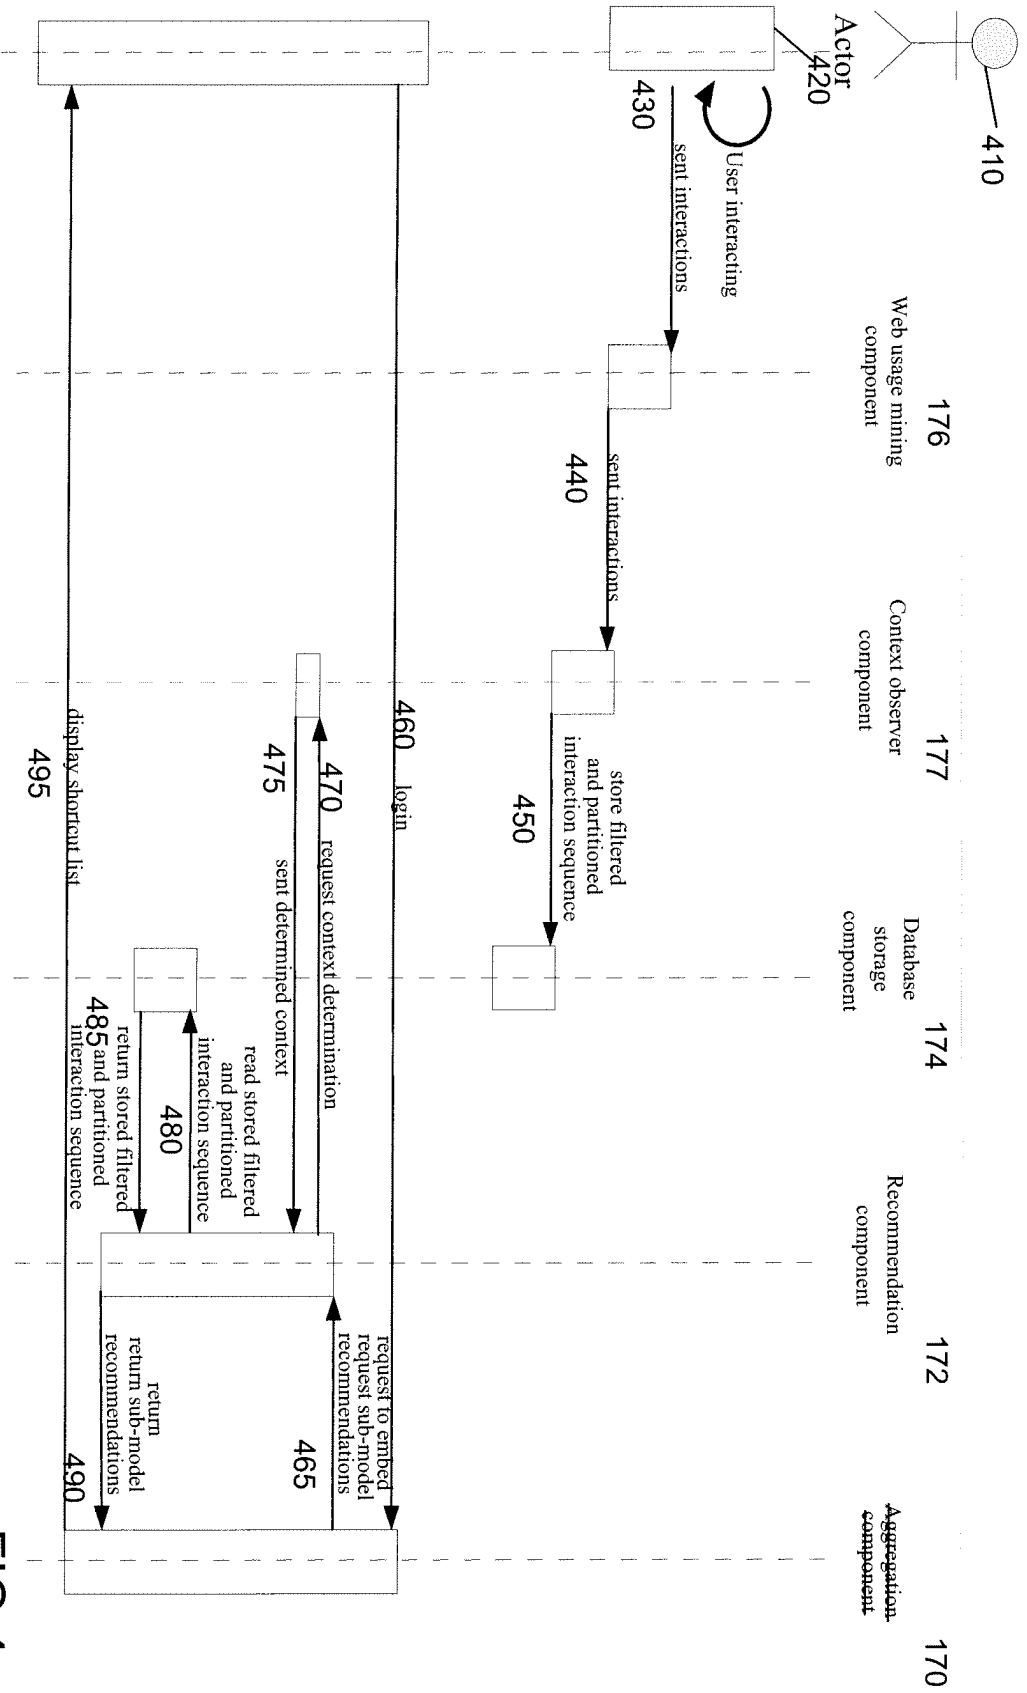 410
Actor
420
Web usage mining
component
176
Context observer
component
177
Database
storage
component
174
Recommendation
component
172
Aggregation
component
170
User interacting
430
sent interactions
440
sent interactions
store filtered
and partitioned
interaction sequence
450
460
login
request to embed
request sub-model
recommendations
465
470
request context determination
475
sent determined context
read stored filtered
and partitioned
interaction sequence
480
485
return stored filtered
and partitioned
interaction sequence
return
return sub-model
recommendations
490
display shortcut list
495